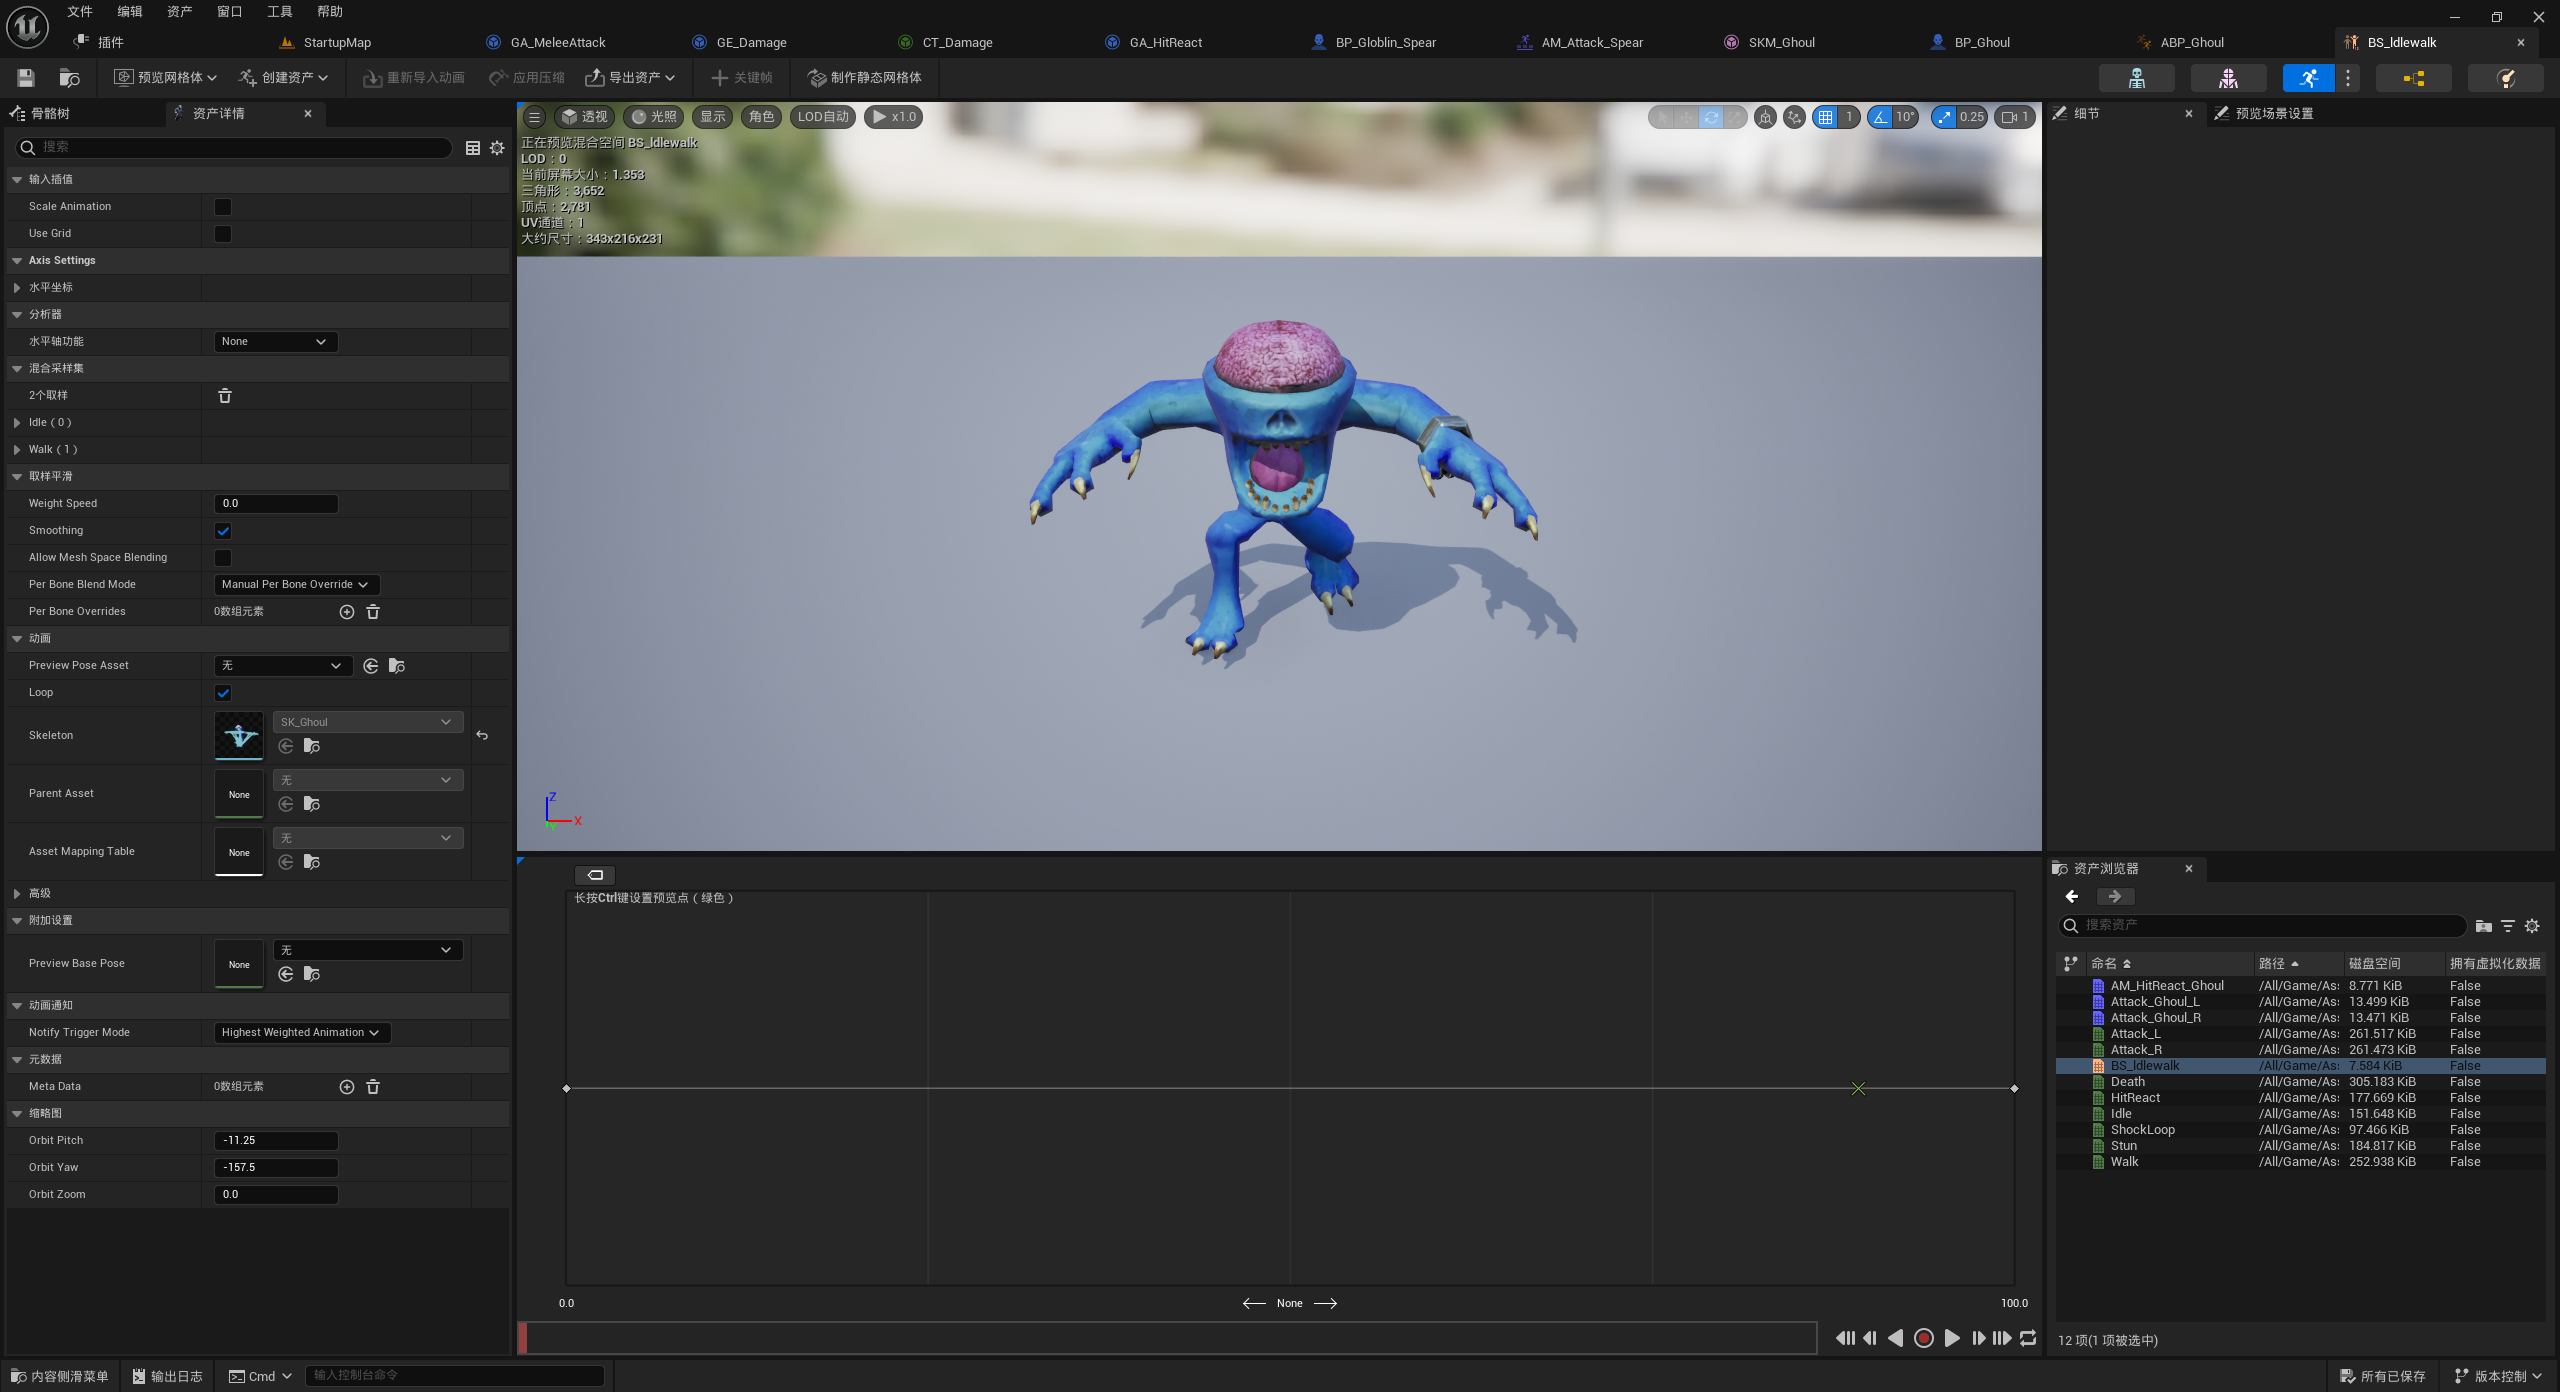 文件 编辑 资产 窗口 工具 帮助
插件 StartupMap GA_MeleeAttack GE_Damage CT_Damage GA_HitReact BP_Globlin_Spear AM_Attack_Spear SKM_Ghoul BP_Ghoul ABP_Ghoul BS_ldlewalk
预览网格体 创建资产 重新导入动画 应用压缩 导出资产 关键帧 制作静态网格体
骨骼树 资产详情
搜索
输入插值
Scale Animation
Use Grid
Axis Settings
水平坐标
分析器
水平轴功能 None
混合采样集
2个取样
Idle ( 0 )
Walk ( 1 )
取样平滑
Weight Speed 0.0
Smoothing
Allow Mesh Space Blending
Per Bone Blend Mode Manual Per Bone Override
Per Bone Overrides 0数组元素
动画
Preview Pose Asset 无
Loop
Skeleton SK_Ghoul
Parent Asset None 无
Asset Mapping Table None 无
高级
附加设置
Preview Base Pose None 无
动画通知
Notify Trigger Mode Highest Weighted Animation
元数据
Meta Data 0数组元素
缩略图
Orbit Pitch -11.25
Orbit Yaw -157.5
Orbit Zoom 0.0
透视 光照 显示 角色 LOD自动 x1.0 1 10° 0.25 1
正在预览混合空间 BS_ldlewalk
LOD：0
当前屏幕大小：1.353
三角形：3,652
顶点：2,781
UV通道：1
大约尺寸：343x216x231
Z
X
Y
长按Ctrl键设置预览点（绿色）
0.0 None 100.0
细节 预览场景设置
资产浏览器
搜索资产
命名 路径 磁盘空间 拥有虚拟化数据
AM_HitReact_Ghoul /All/Game/As 8.771 KiB False
Attack_Ghoul_L /All/Game/As 13.499 KiB False
Attack_Ghoul_R /All/Game/As 13.471 KiB False
Attack_L /All/Game/As 261.517 KiB False
Attack_R /All/Game/As 261.473 KiB False
BS_ldlewalk /All/Game/As 7.584 KiB False
Death /All/Game/As 305.183 KiB False
HitReact /All/Game/As 177.669 KiB False
Idle /All/Game/As 151.648 KiB False
ShockLoop /All/Game/As 97.466 KiB False
Stun /All/Game/As 184.817 KiB False
Walk /All/Game/As 252.938 KiB False
12 项(1 项被选中)
内容侧滑菜单 输出日志 Cmd 输入控制台命令 所有已保存 版本控制